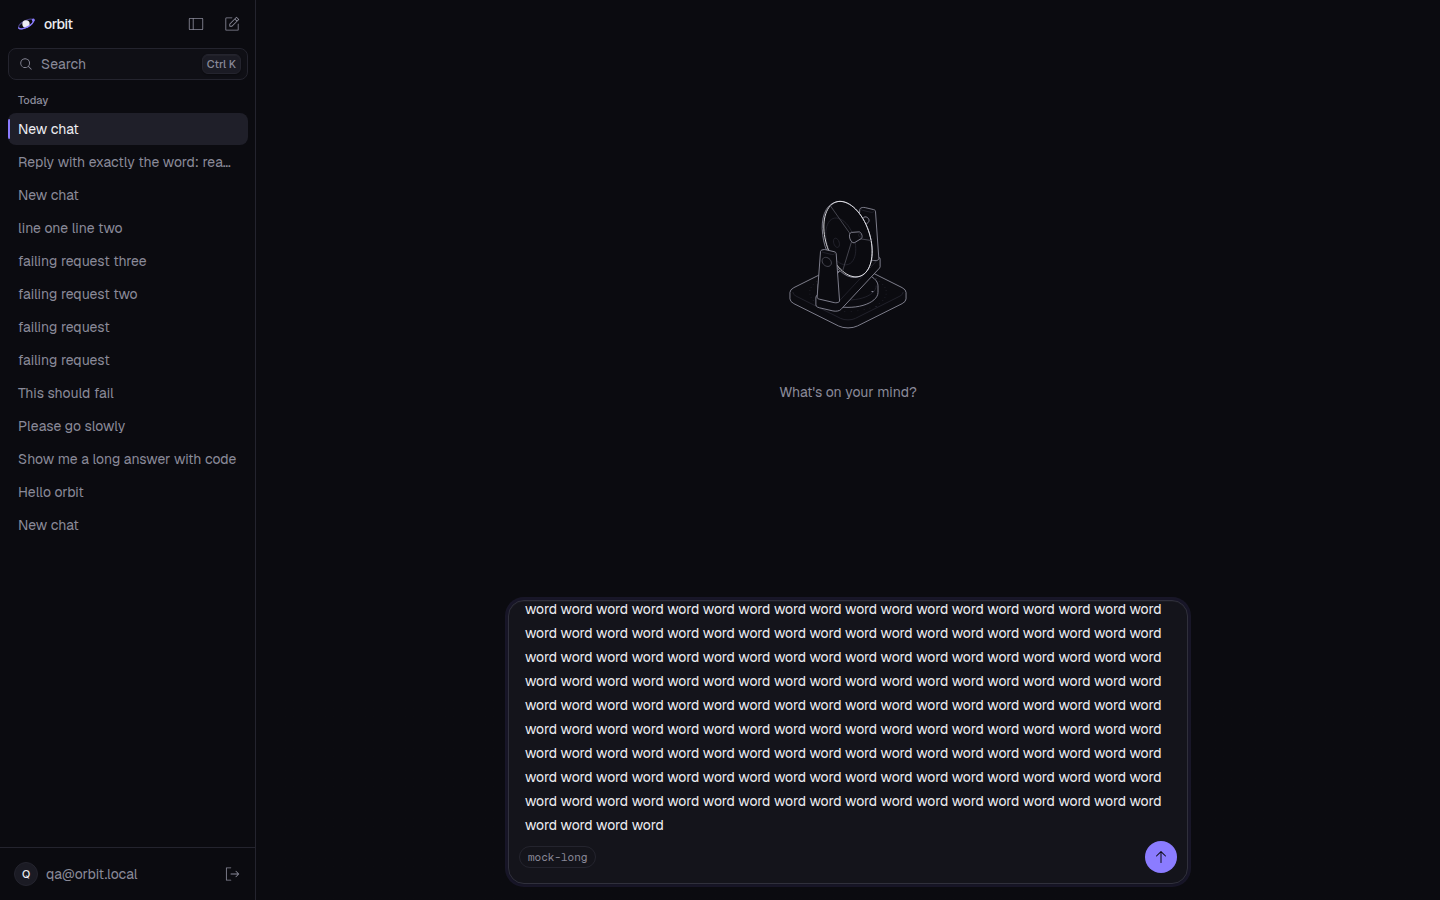 orbit
Search
Ctrl K
Today
New chat
Reply with exactly the word: rea...
New chat
line one line two
failing request three
failing request two
failing request
failing request
This should fail
Please go slowly
Show me a long answer with code
Hello orbit
New chat
Q
qa@orbit.local
What's on your mind?
word word word word word word word word word word word word word word word word word word
word word word word word word word word word word word word word word word word word word
word word word word word word word word word word word word word word word word word word
word word word word word word word word word word word word word word word word word word
word word word word word word word word word word word word word word word word word word
word word word word word word word word word word word word word word word word word word
word word word word word word word word word word word word word word word word word word
word word word word word word word word word word word word word word word word word word
word word word word word word word word word word word word word word word word word word
word word word word
mock-long